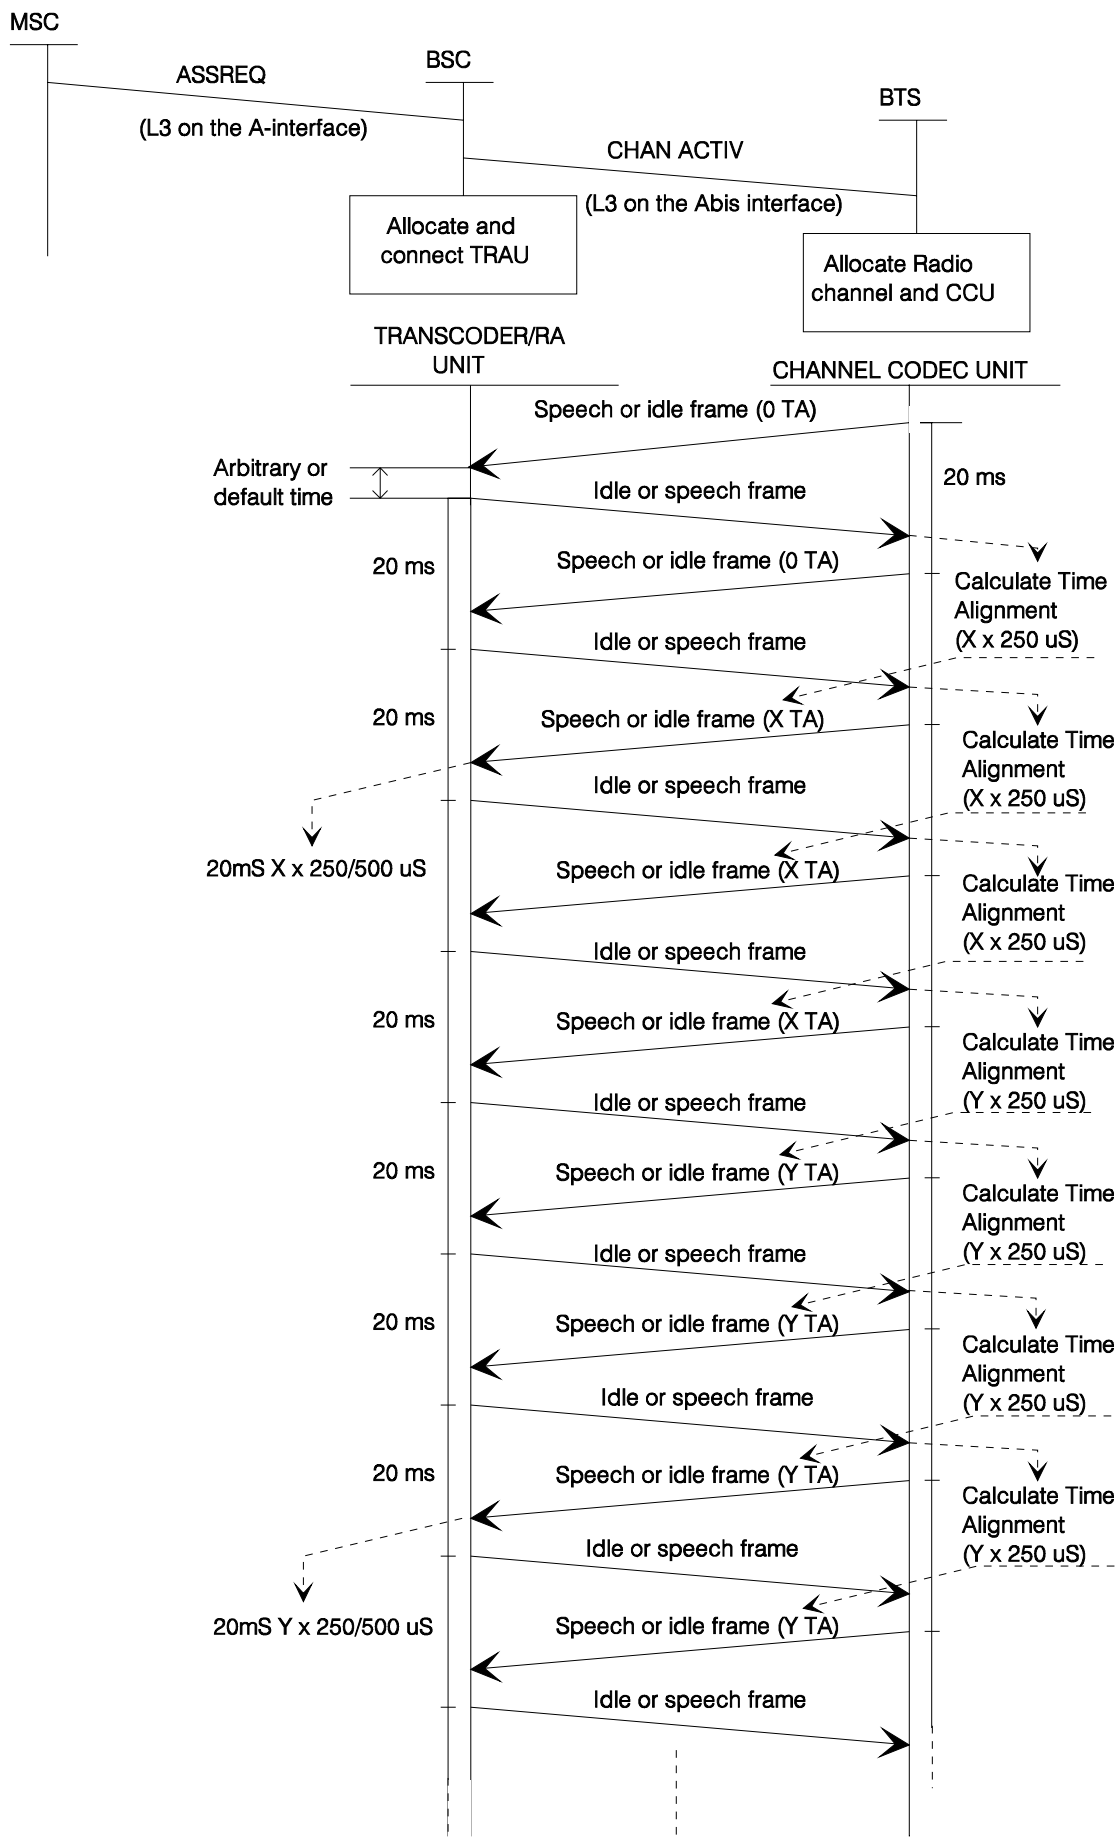 MSC
BSC
ASSREQ
BTS
(L3 on the A-interface)
CHAN ACTIV
(L3 on the Abis interface)
Allocate and
connect TRAU
Allocate Radio
channel and CCU
TRANSCODER/RA
UNIT
CHANNEL CODEC UNIT
Speech or idle frame (0 TA)
Arbitrary or
default time
20 ms
Idle or speech frame
20 ms
Speech or idle frame (0 TA)
Calculate Time
Alignment
(X x 250 uS)
Idle or speech frame
20 ms
Speech or idle frame (X TA)
Calculate Time
Alignment
(X x 250 uS)
Idle or speech frame
20mS X x 250/500 uS
Speech or idle frame (X TA)
Calculate Time
Alignment
(X x 250 uS)
Idle or speech frame
20 ms
Speech or idle frame (X TA)
Calculate Time
Alignment
(Y x 250 uS)
Idle or speech frame
20 ms
Speech or idle frame (Y TA)
Calculate Time
Alignment
(Y x 250 uS)
Idle or speech frame
20 ms
Speech or idle frame (Y TA)
Calculate Time
Alignment
(Y x 250 uS)
Idle or speech frame
20 ms
Speech or idle frame (Y TA)
Calculate Time
Alignment
(Y x 250 uS)
Idle or speech frame
20mS Y x 250/500 uS
Speech or idle frame (Y TA)
Idle or speech frame